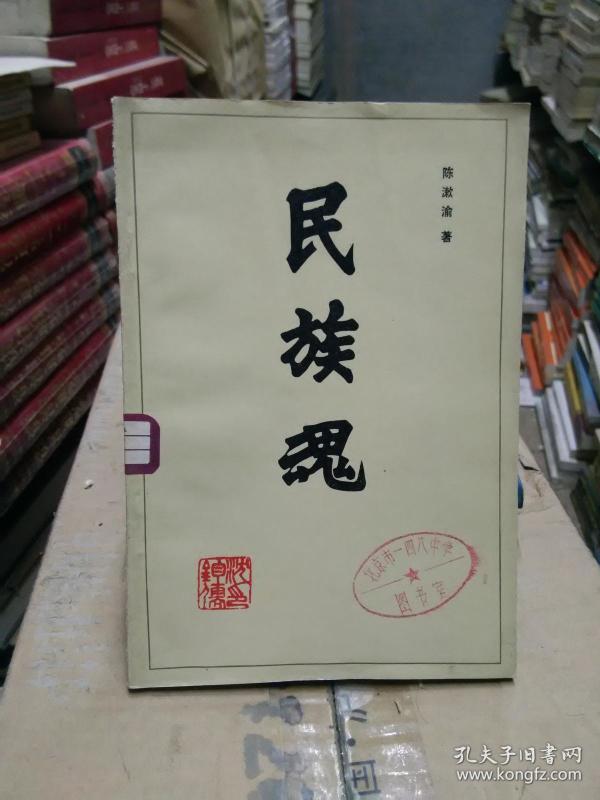 陈漱渝 著
民族魂
北京市一四八中学
图书室
孔夫子旧书网
www.kongfz.com